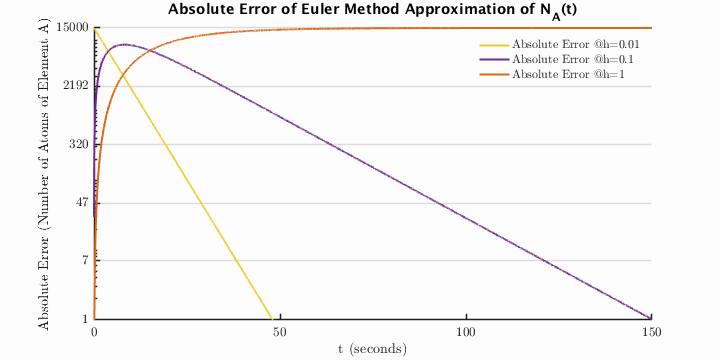 Absolute Error of Euler Method Approximation of N_A(t)
Absolute Error (Number of Atoms of Element A)
15000
2192
320
47
7
1
Absolute Error @h=0.01
Absolute Error @h=0.1
Absolute Error @h=1
0 50 100 150
t (seconds)